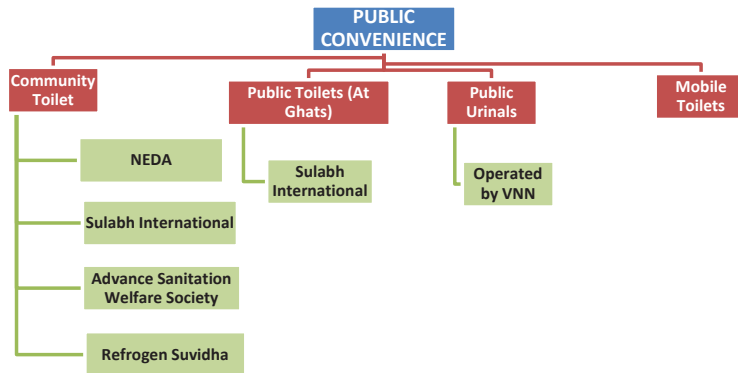 PUBLIC
CONVENIENCE
Community
Toilet
Public Toilets (At
Ghats)
Public
Urinals
Mobile
Toilets
NEDA
Sulabh International
Advance Sanitation
Welfare Society
Refrogen Suvidha
Sulabh
International
Operated
by VNN